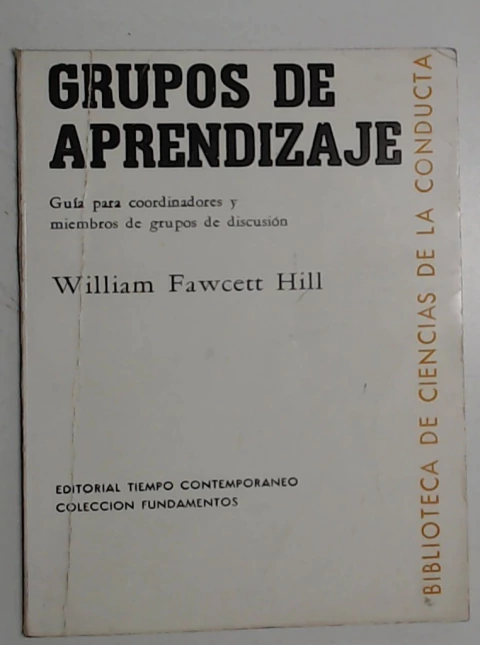 GRUPOS DE
APRENDIZAJE
Guía para coordinadores y
miembros de grupos de discusión
William Fawcett Hill
EDITORIAL TIEMPO CONTEMPORANEO
COLECCION FUNDAMENTOS
BIBLIOTECA DE CIENCIAS DE LA CONDUCTA